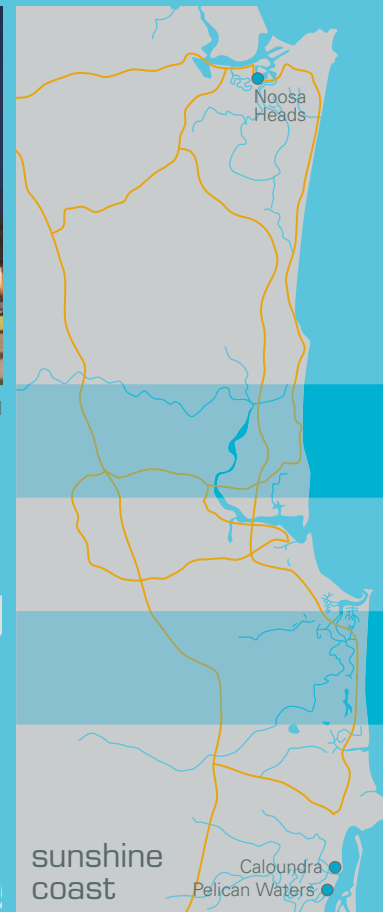 Noosa
Heads
sunshine
coast
Caloundra
Pelican Waters